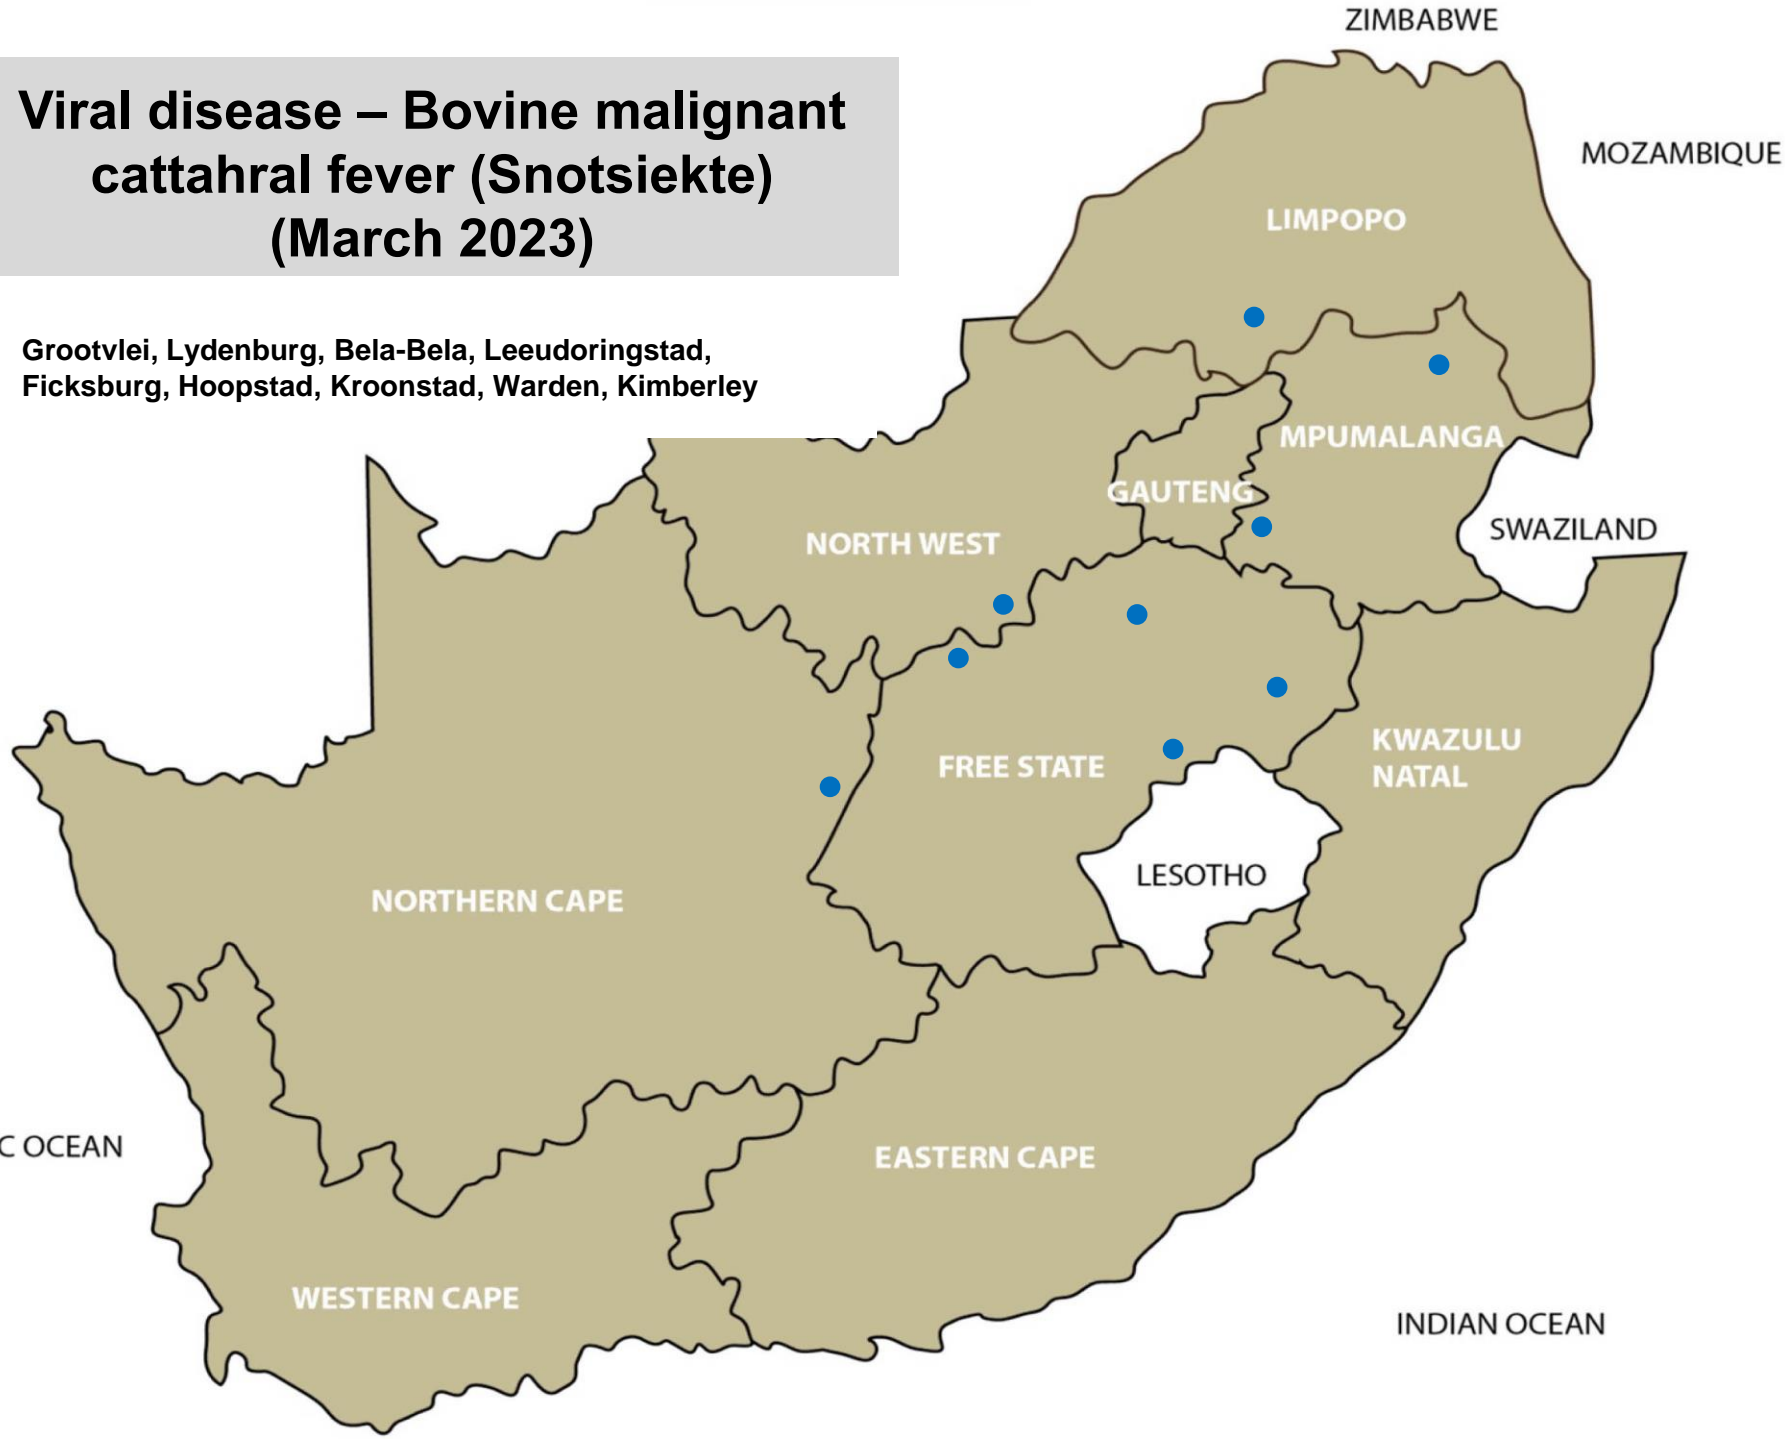 ZIMBABWE
Viral disease – Bovine malignant
cattahral fever (Snotsiekte)
(March 2023)
MOZAMBIQUE
LIMPOPO
Grootvlei, Lydenburg, Bela-Bela, Leeudoringstad,
Ficksburg, Hoopstad, Kroonstad, Warden, Kimberley
MPUMALANGA
GAUTENG
SWAZILAND
NORTH WEST
KWAZULU
NATAL
FREE STATE
LESOTHO
NORTHERN CAPE
C OCEAN
EASTERN CAPE
WESTERN CAPE
INDIAN OCEAN